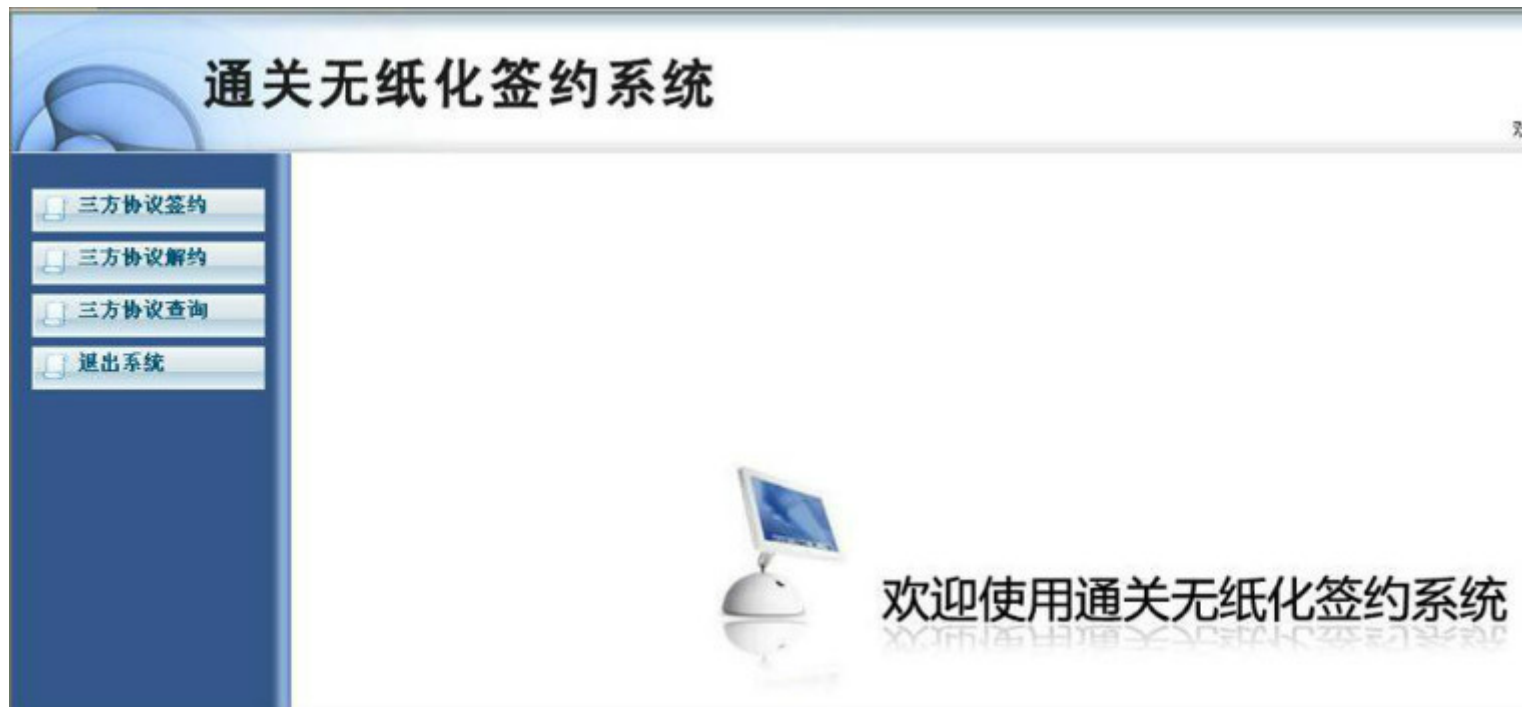 通关无纸化签约系统
三方协议签约
三方协议解约
三方协议查询
退出系统
欢迎使用通关无纸化签约系统